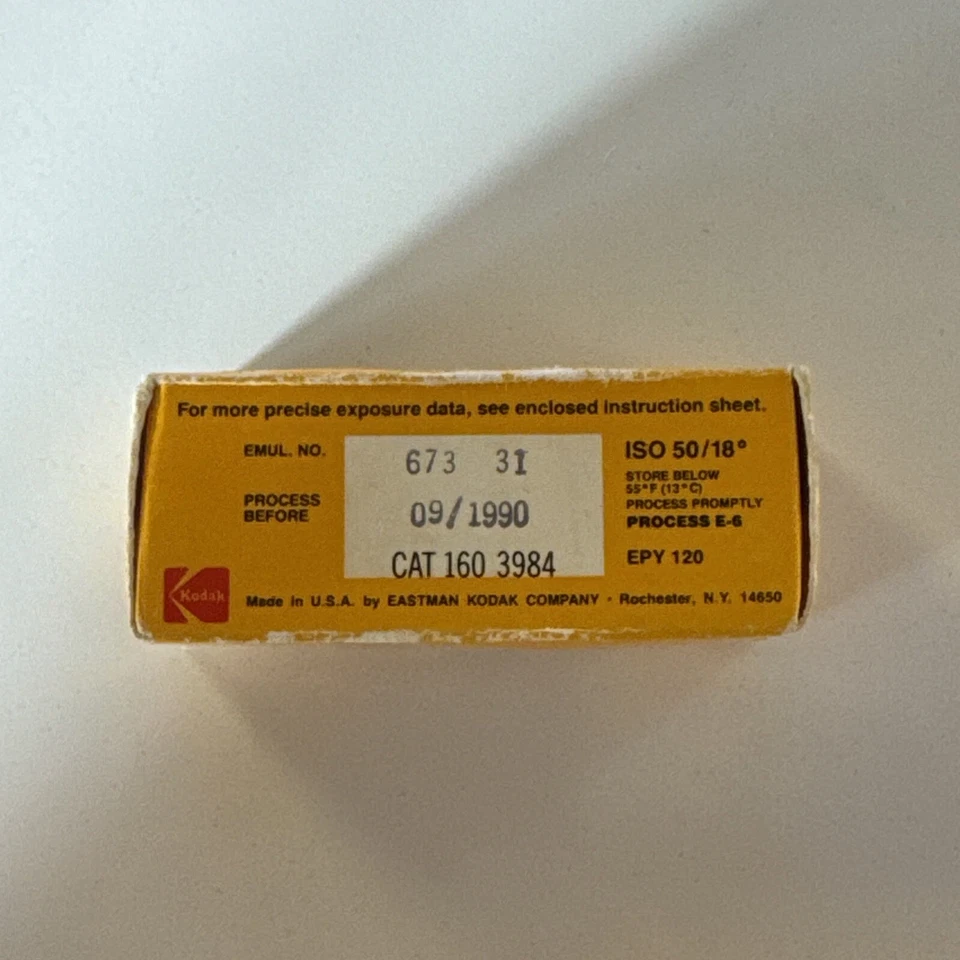 For more precise exposure data, see enclosed instruction sheet.
EMUL. NO. 673 31 ISO 50/18°
STORE BELOW
55°F (13°C)
PROCESS BEFORE 09/1990 PROCESS PROMPTLY
PROCESS E-6
CAT 160 3984 EPY 120
Kodak Made in U.S.A. by EASTMAN KODAK COMPANY · Rochester, N.Y. 14650